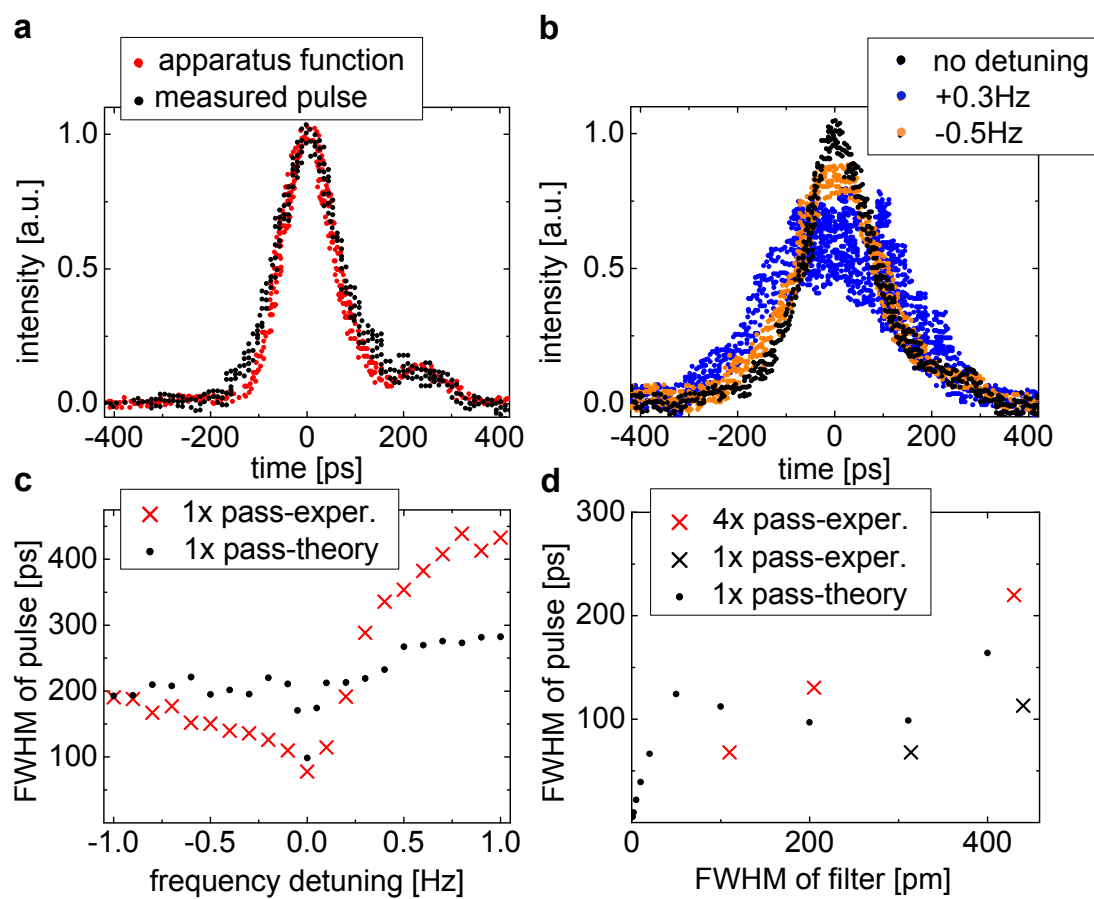 a
apparatus function
measured pulse
1.0
0.5
0.0
intensity [a.u.]
-400 -200 0 200 400
time [ps]
b
no detuning
+0.3Hz
-0.5Hz
1.0
0.5
0.0
intensity [a.u.]
-400 -200 0 200 400
time [ps]
c
1x pass-exper.
1x pass-theory
400
300
200
100
FWHM of pulse [ps]
-1.0 -0.5 0.0 0.5 1.0
frequency detuning [Hz]
d
4x pass-exper.
1x pass-exper.
1x pass-theory
300
200
100
0
FWHM of pulse [ps]
200 400
FWHM of filter [pm]